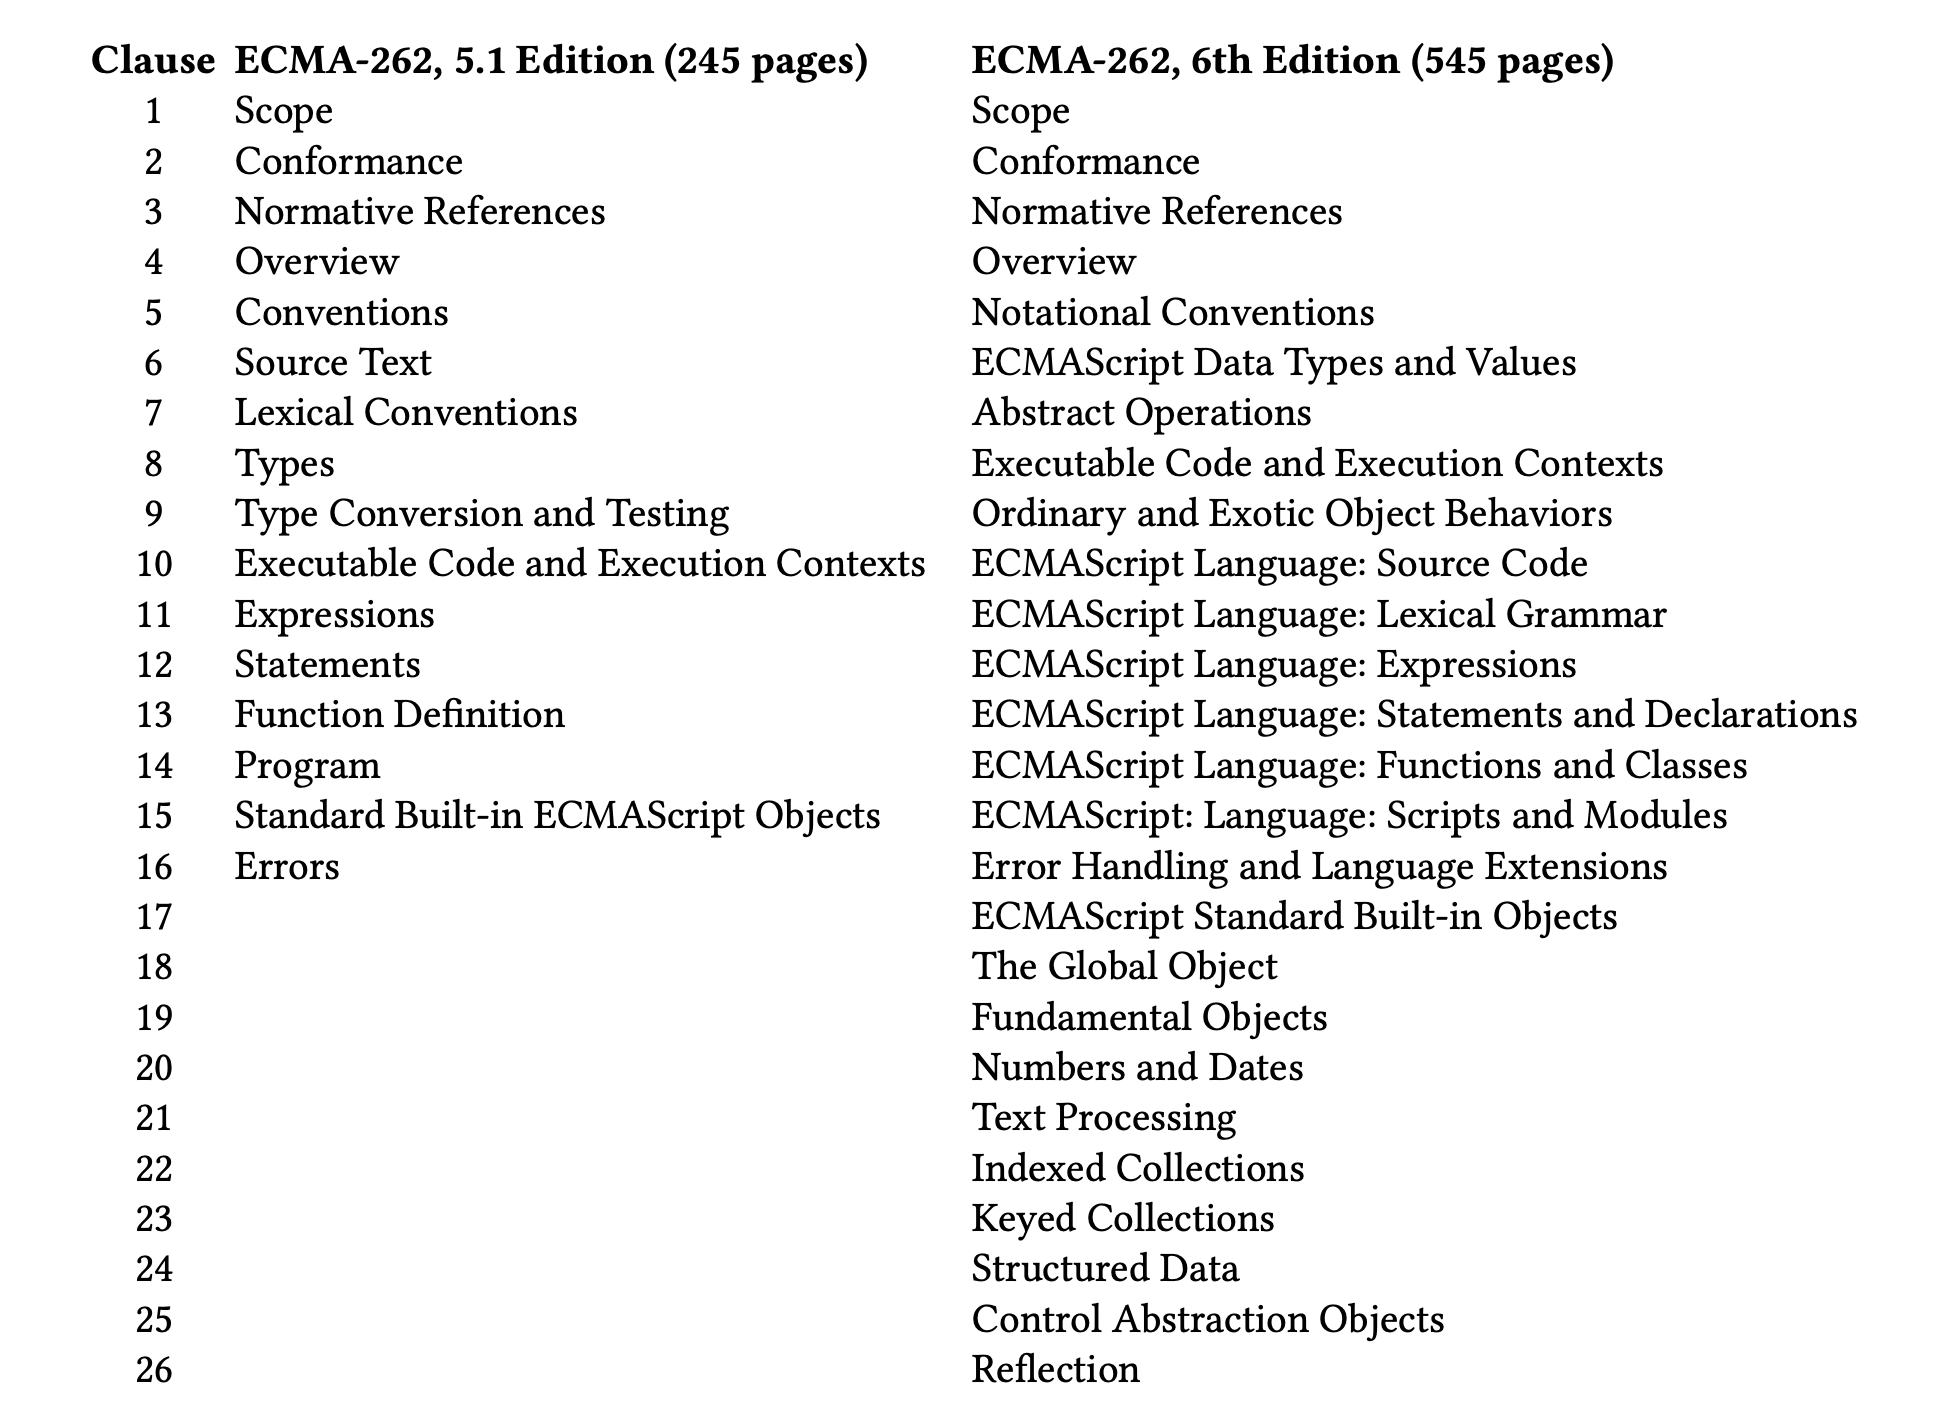 Clause ECMA-262, 5.1 Edition (245 pages) ECMA-262, 6th Edition (545 pages)
1 Scope Scope
2 Conformance Conformance
3 Normative References Normative References
4 Overview Overview
5 Conventions Notational Conventions
6 Source Text ECMAScript Data Types and Values
7 Lexical Conventions Abstract Operations
8 Types Executable Code and Execution Contexts
9 Type Conversion and Testing Ordinary and Exotic Object Behaviors
10 Executable Code and Execution Contexts ECMAScript Language: Source Code
11 Expressions ECMAScript Language: Lexical Grammar
12 Statements ECMAScript Language: Expressions
13 Function Definition ECMAScript Language: Statements and Declarations
14 Program ECMAScript Language: Functions and Classes
15 Standard Built-in ECMAScript Objects ECMAScript: Language: Scripts and Modules
16 Errors Error Handling and Language Extensions
17 ECMAScript Standard Built-in Objects
18 The Global Object
19 Fundamental Objects
20 Numbers and Dates
21 Text Processing
22 Indexed Collections
23 Keyed Collections
24 Structured Data
25 Control Abstraction Objects
26 Reflection